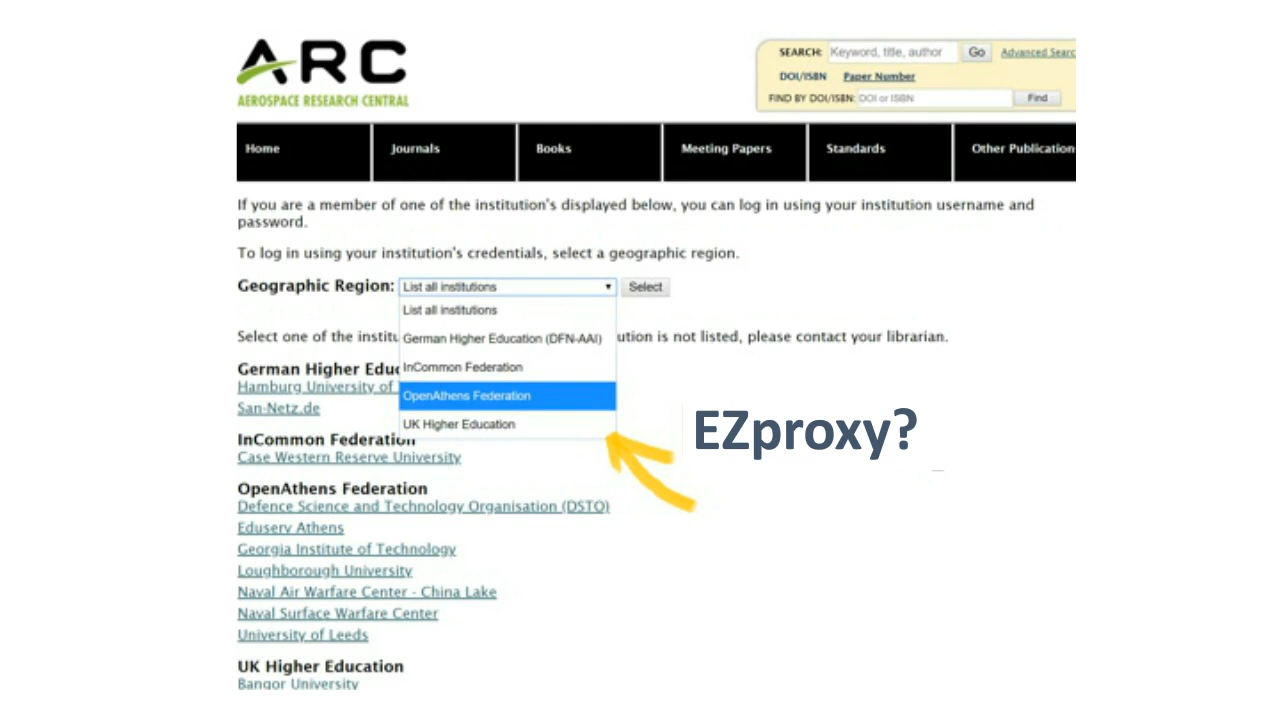 ARC
AEROSPACE RESEARCH CENTRAL
SEARCH: Keyword, title, author Go Advanced Searc
DOI/ISBN Paper Number
FIND BY DOI/ISBN: DOI or ISBN Find
Home Journals Books Meeting Papers Standards Other Publication
If you are a member of one of the institution's displayed below, you can log in using your institution username and
password.
To log in using your institution's credentials, select a geographic region.
Geographic Region: List all institutions Select
List all institutions
German Higher Education (DFN-AAI)
InCommon Federation
OpenAthens Federation
UK Higher Education
Select one of the institu ution is not listed, please contact your librarian.
German Higher Educ
Hamburg University of
San-Netz.de
InCommon Federation
Case Western Reserve University
EZproxy?
OpenAthens Federation
Defence Science and Technology Organisation (DSTO)
Eduserv Athens
Georgia Institute of Technology
Loughborough University
Naval Air Warfare Center - China Lake
Naval Surface Warfare Center
University of Leeds
UK Higher Education
Bangor University